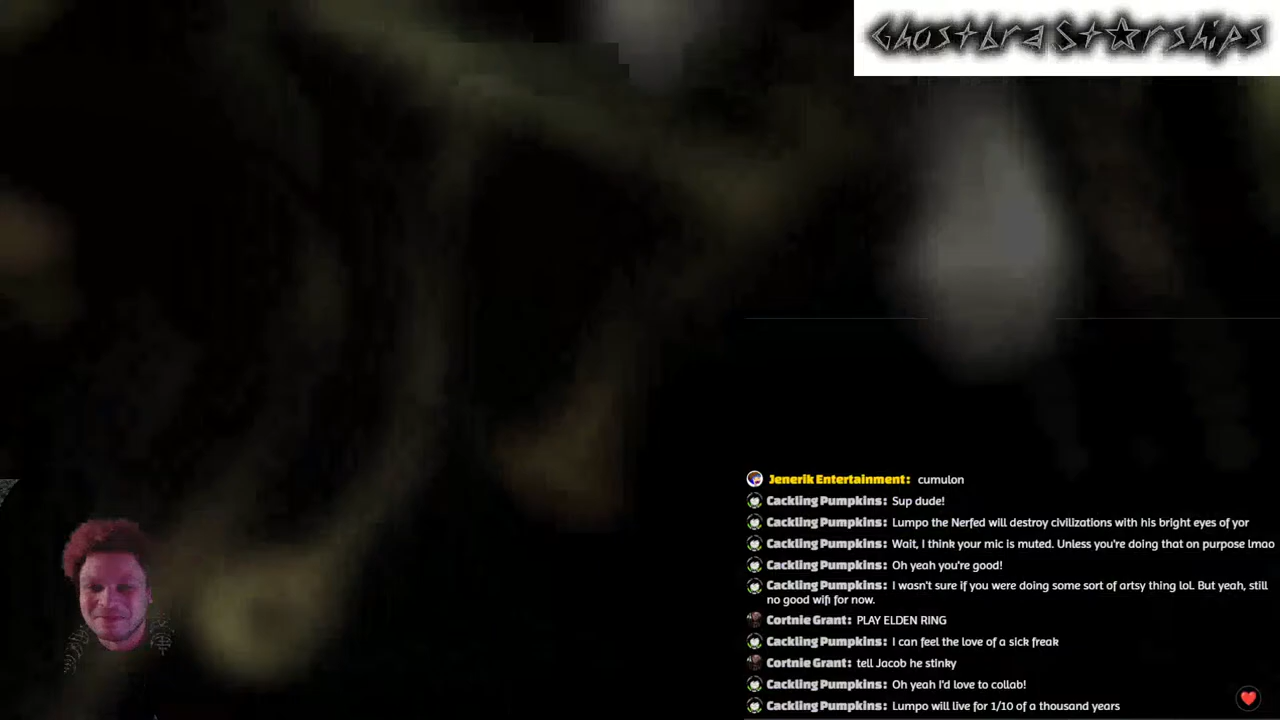 Ghostbra St☆rships
Jenerik Entertainment: cumulon
Cackling Pumpkins: Sup dude!
Cackling Pumpkins: Lumpo the Nerfed will destroy civilizations with his bright eyes of yor
Cackling Pumpkins: Wait, I think your mic is muted. Unless you're doing that on purpose lmao
Cackling Pumpkins: Oh yeah you're good!
Cackling Pumpkins: I wasn't sure if you were doing some sort of artsy thing lol. But yeah, still
no good wifi for now.
Cortnie Grant: PLAY ELDEN RING
Cackling Pumpkins: I can feel the love of a sick freak
Cortnie Grant: tell Jacob he stinky
Cackling Pumpkins: Oh yeah I'd love to collab!
Cackling Pumpkins: Lumpo will live for 1/10 of a thousand years